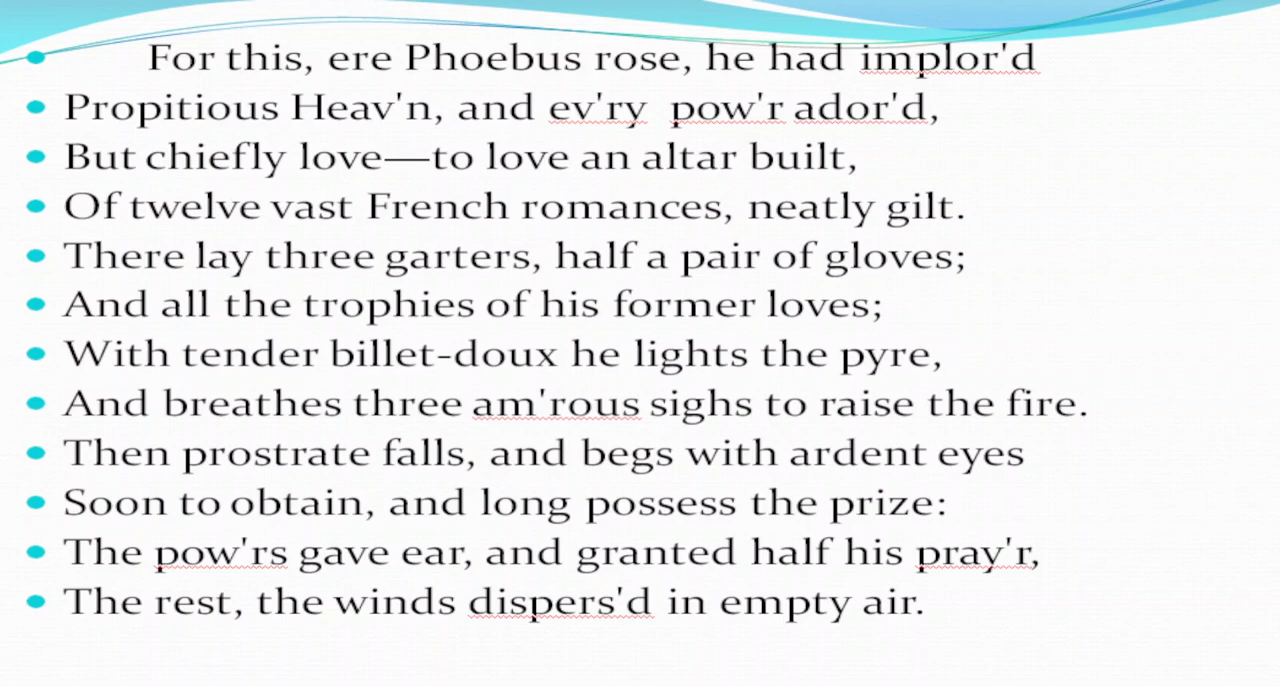 For this, ere Phoebus rose, he had implor'd
Propitious Heav'n, and ev'ry pow'r ador'd,
But chiefly love—to love an altar built,
Of twelve vast French romances, neatly gilt.
There lay three garters, half a pair of gloves;
And all the trophies of his former loves;
With tender billet-doux he lights the pyre,
And breathes three am'rous sighs to raise the fire.
Then prostrate falls, and begs with ardent eyes
Soon to obtain, and long possess the prize:
The pow'rs gave ear, and granted half his pray'r,
The rest, the winds dispers'd in empty air.